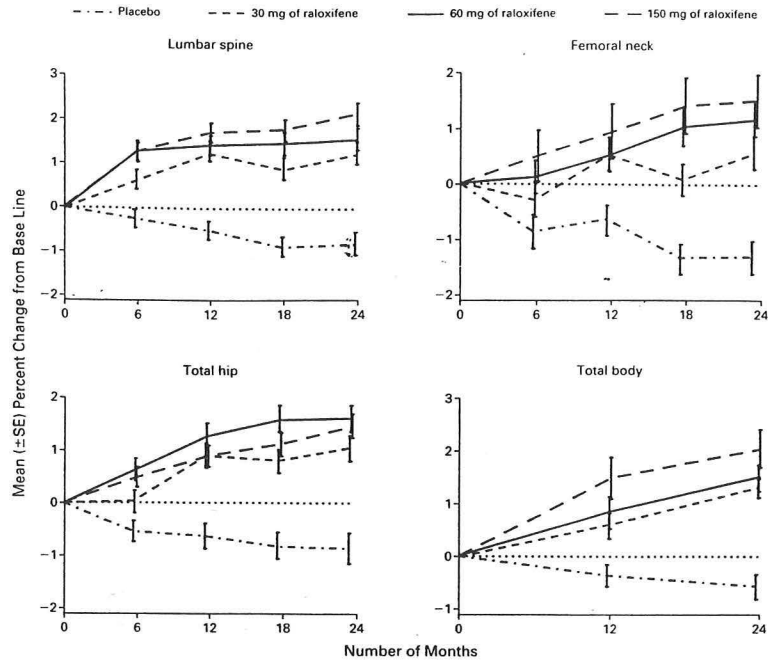 Placebo 30 mg of raloxifene 60 mg of raloxifene 150 mg of raloxifene
Lumbar spine
3
2
1
0
−1
−2
0 6 12 18 24
Femoral neck
2
1
0
−1
−2
0 6 12 18 24
Mean (±SE) Percent Change from Base Line
Total hip
2
1
0
−1
−2
0 6 12 18 24
Total body
3
2
1
0
−1
0 12 24
Number of Months